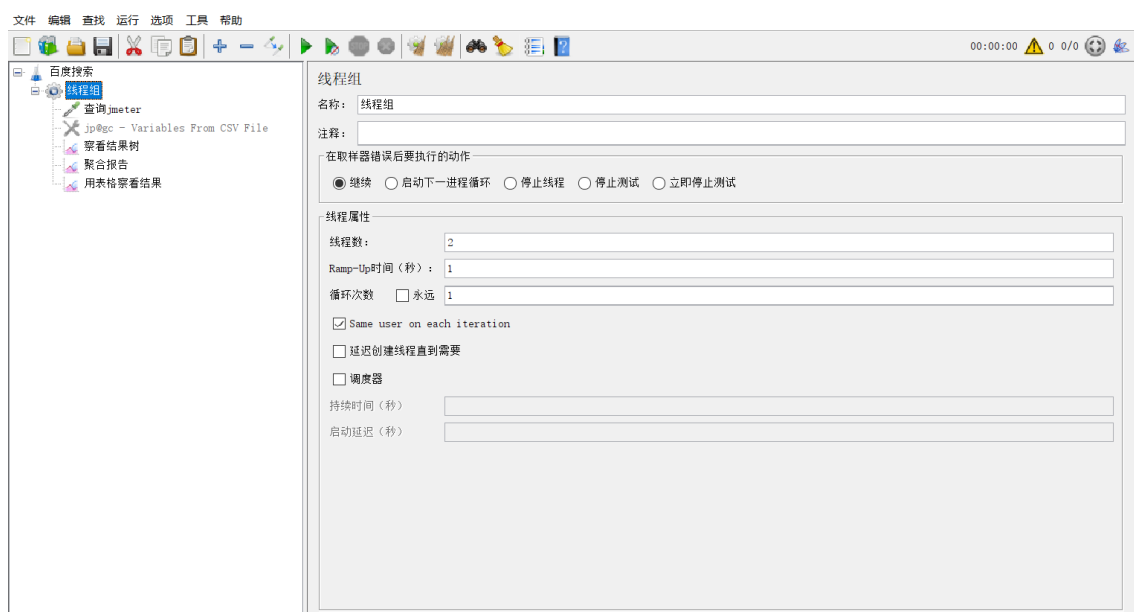 文件 编辑 查找 运行 选项 工具 帮助
00:00:00 0 0/0
百度搜索
线程组
查询jmeter
jp@gc - Variables From CSV File
察看结果树
聚合报告
用表格察看结果
线程组
名称: 线程组
注释:
在取样器错误后要执行的动作
继续 启动下一进程循环 停止线程 停止测试 立即停止测试
线程属性
线程数: 2
Ramp-Up时间(秒): 1
循环次数 永远 1
Same user on each iteration
延迟创建线程直到需要
调度器
持续时间(秒)
启动延迟(秒)